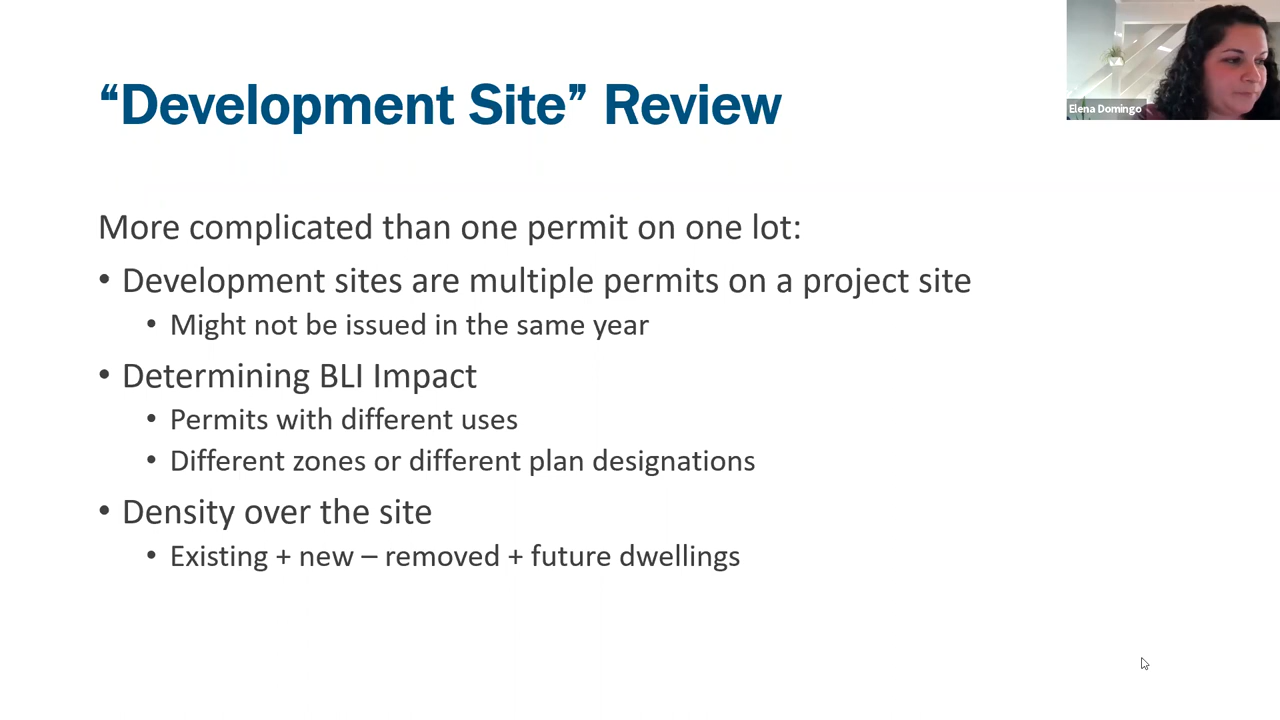 “Development Site” Review
Elena Domingo
More complicated than one permit on one lot:
• Development sites are multiple permits on a project site
• Might not be issued in the same year
• Determining BLI Impact
• Permits with different uses
• Different zones or different plan designations
• Density over the site
• Existing + new – removed + future dwellings